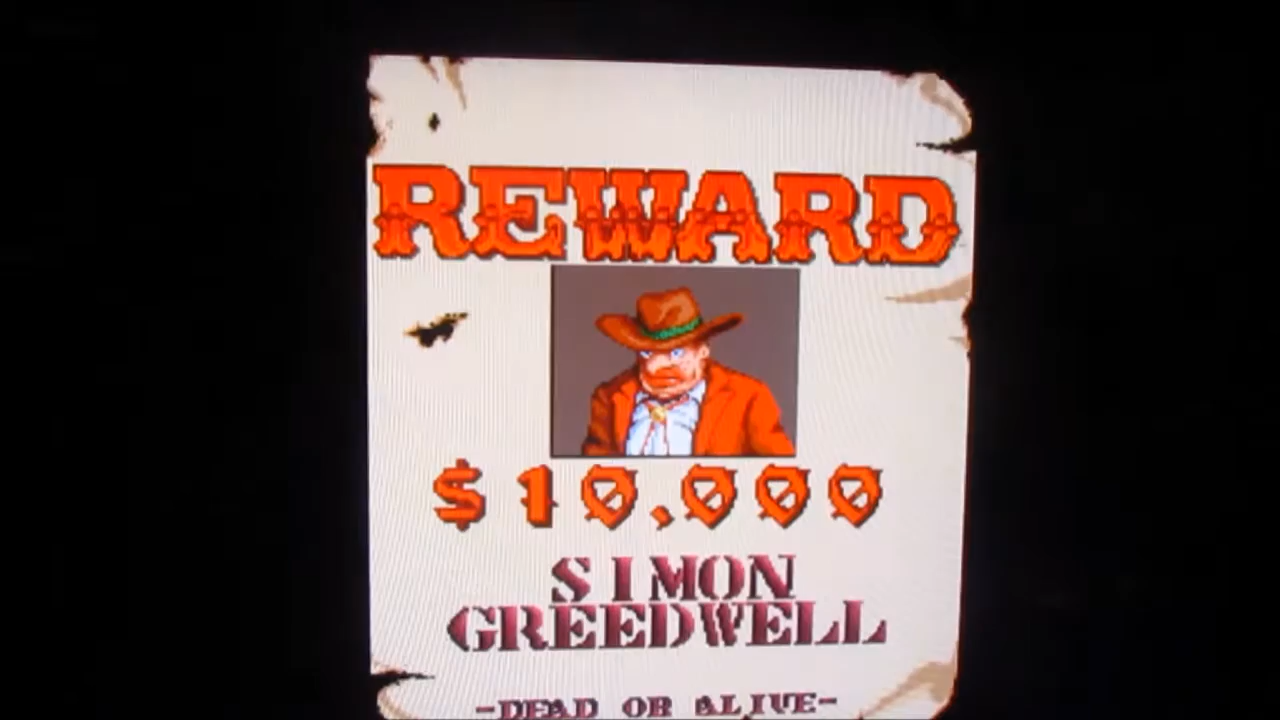 REWARD
$10,000
SIMON
GREEDWELL
-DEAD OR ALIVE-